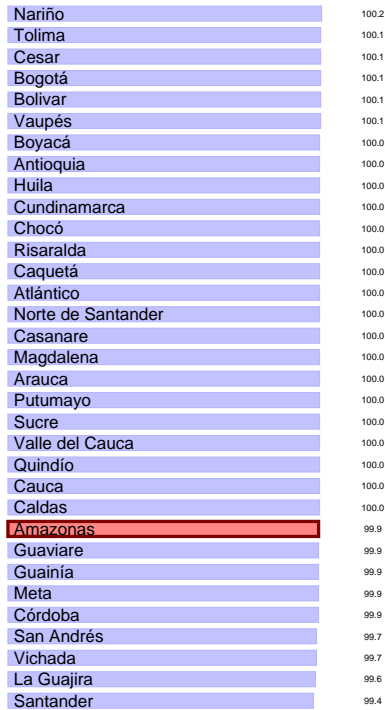 Nariño 100.2
Tolima 100.1
Cesar 100.1
Bogotá 100.1
Bolivar 100.1
Vaupés 100.1
Boyacá 100.0
Antioquia 100.0
Huila 100.0
Cundinamarca 100.0
Chocó 100.0
Risaralda 100.0
Caquetá 100.0
Atlántico 100.0
Norte de Santander 100.0
Casanare 100.0
Magdalena 100.0
Arauca 100.0
Putumayo 100.0
Sucre 100.0
Valle del Cauca 100.0
Quindío 100.0
Cauca 100.0
Caldas 100.0
Amazonas 99.9
Guaviare 99.9
Guainía 99.9
Meta 99.9
Córdoba 99.9
San Andrés 99.7
Vichada 99.7
La Guajira 99.6
Santander 99.4